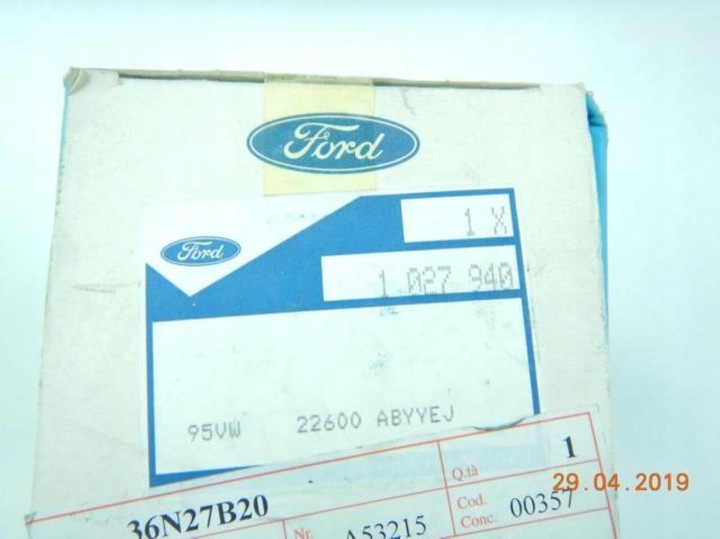 Ford
1 X
Ford
1 027 940
95VW 22600 ABYYEJ
Q.tà 1
29.04.2019
36N27B20
Cod. Conc. 00357
Nr. A53215